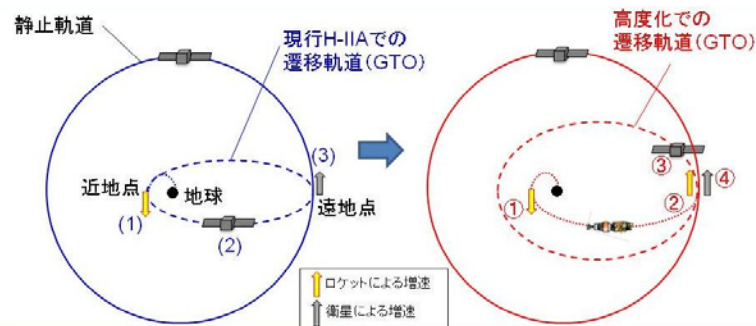 静止軌道
現行H-IIAでの
遷移軌道(GTO)
近地点
地球
遠地点
(1)
(2)
(3)
高度化での
遷移軌道(GTO)
①
②
③
④
ロケットによる増速
衛星による増速